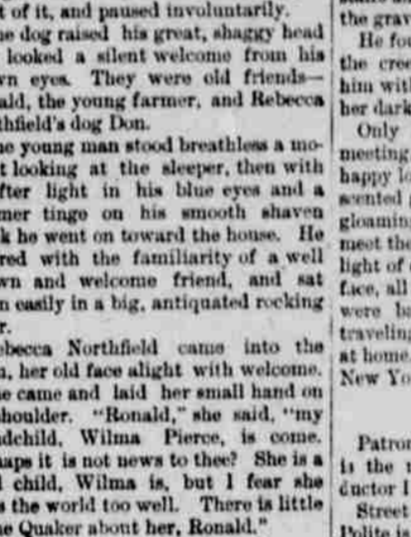 t of it, and paused involuntarily.
e dog raised his great, shaggy head
looked a silent welcome from his
wn eyes. They were old friends—
ald, the young farmer, and Rebecca
thfield's dog Don.
e young man stood breathless a mo-
t looking at the sleeper, then with
fter light in his blue eyes and a
mer tinge on his smooth shaven
k he went on toward the house. He
red with the familiarity of a well
wn and welcome friend, and sat
n easily in a big, antiquated rocking
r.
ebecca Northfield came into the
, her old face alight with welcome.
e came and laid her small hand on
shoulder. "Ronald," she said, "my
ndchild, Wilma Pierce, is come.
haps it is not news to thee? She is a
child, Wilma is, but I fear she
s the world too well. There is little
e Quaker about her, Ronald."
the grav
He fo
the cree
him wit
her dark
Only
meeting
happy lo
scented
gloamin
meet the
light of
face, all
were b
traveling
at home.
New Yo
Patron
is the
ductor I
Street
Polite is